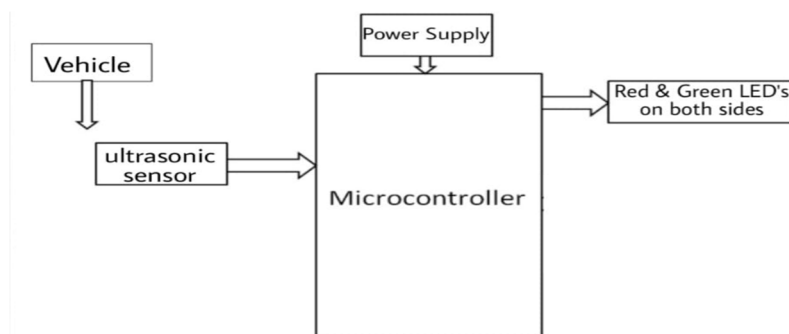 Power Supply
Vehicle
Red & Green LED's
on both sides
ultrasonic
sensor
Microcontroller